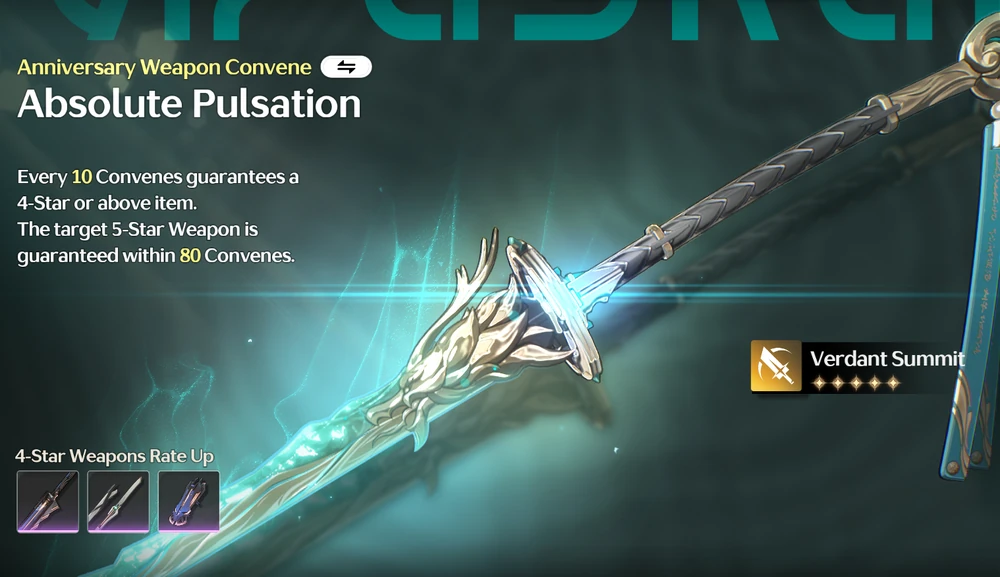 Anniversary Weapon Convene
Absolute Pulsation
Every 10 Convenes guarantees a
4-Star or above item.
The target 5-Star Weapon is
guaranteed within 80 Convenes.
Verdant Summit
4-Star Weapons Rate Up